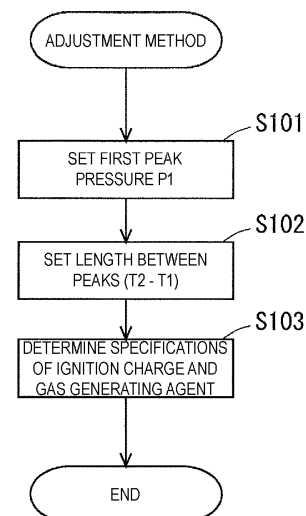 ADJUSTMENT METHOD
S101
SET FIRST PEAK
PRESSURE P1
S102
SET LENGTH BETWEEN
PEAKS (T2 - T1)
S103
DETERMINE SPECIFICATIONS
OF IGNITION CHARGE AND
GAS GENERATING AGENT
END